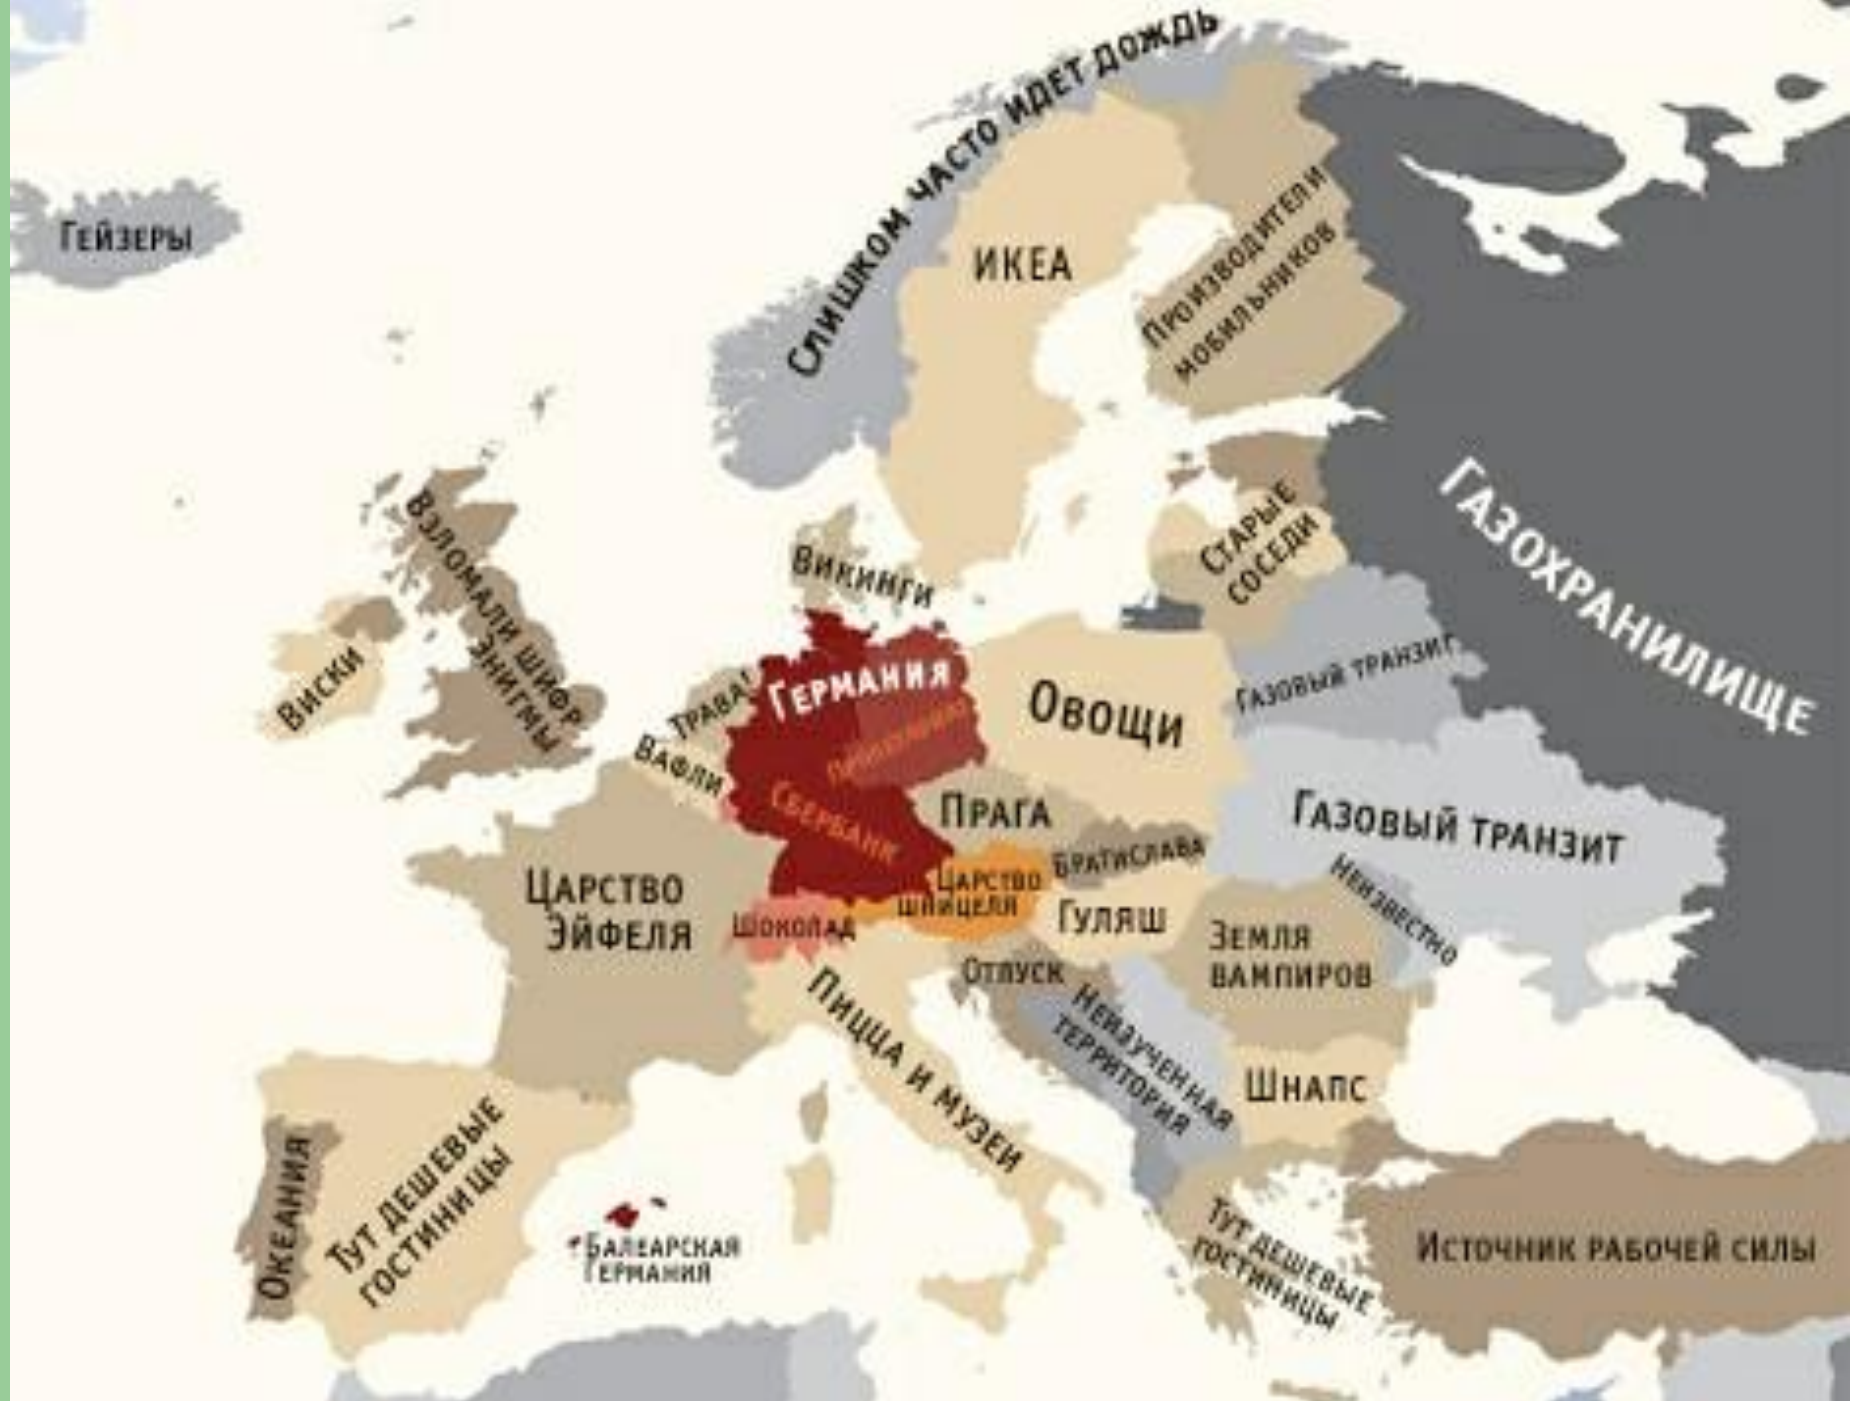 Слишком часто идет дождь
Гейзеры
ИКЕА
Производители
мобильников
Газохранилище
Старые
соседи
Взломали шифр
Энигмы
Викинги
Виски
Газовый транзит
Трава!
Германия
Овощи
Вафли
Сбербанк
Прага
Газовый транзит
Братислава
Неизвестно
Царство
Эйфеля
Царство
шницеля
Шоколад
Гуляш
Земля
вампиров
Отпуск
Пицца и музеи
Неизученная
территория
Шнапс
Океания
Тут дешевые
гостиницы
Балеарская
Германия
Тут дешевые
гостиницы
Источник рабочей силы